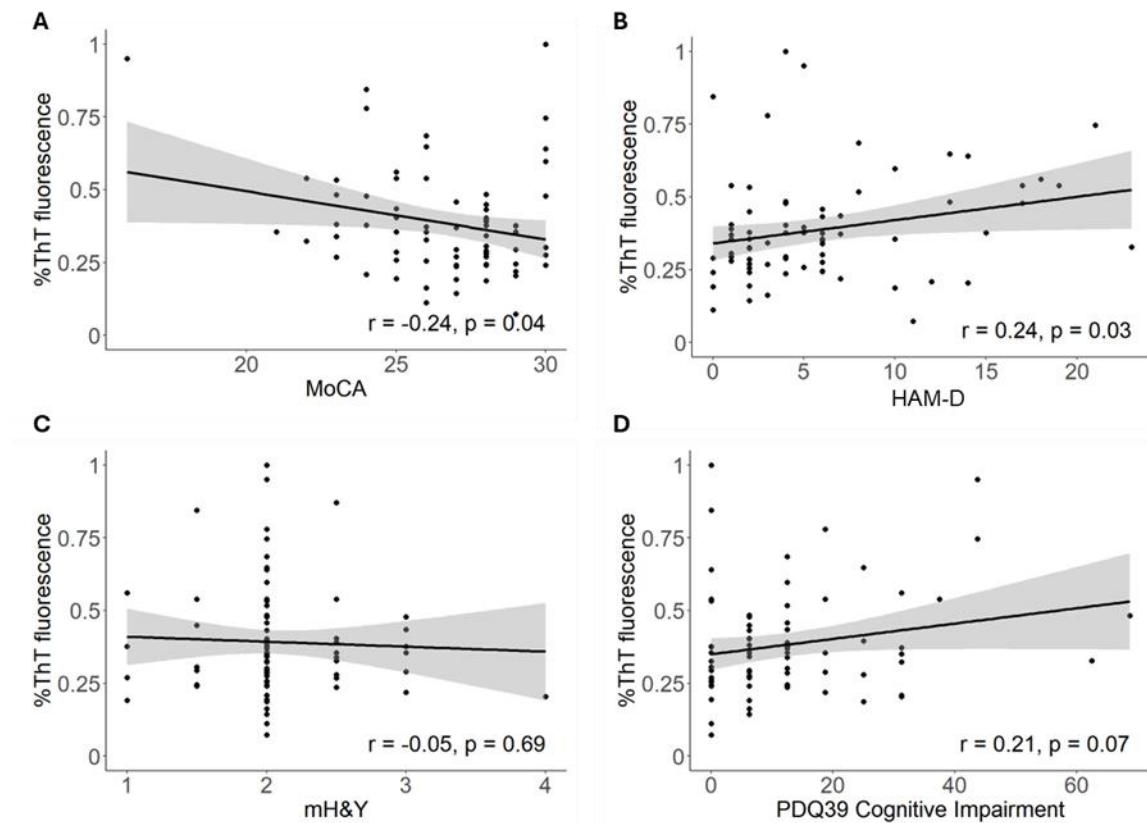 A
1
0.75
0.5
0.25
0
%ThT fluorescence
r = -0.24, p = 0.04
20
25
30
MoCA
B
1
0.75
0.5
0.25
0
%ThT fluorescence
r = 0.24, p = 0.03
0
5
10
15
20
HAM-D
C
1
0.75
0.5
0.25
0
%ThT fluorescence
r = -0.05, p = 0.69
1
2
3
4
mH&Y
D
1
0.75
0.5
0.25
0
%ThT fluorescence
r = 0.21, p = 0.07
0
20
40
60
PDQ39 Cognitive Impairment